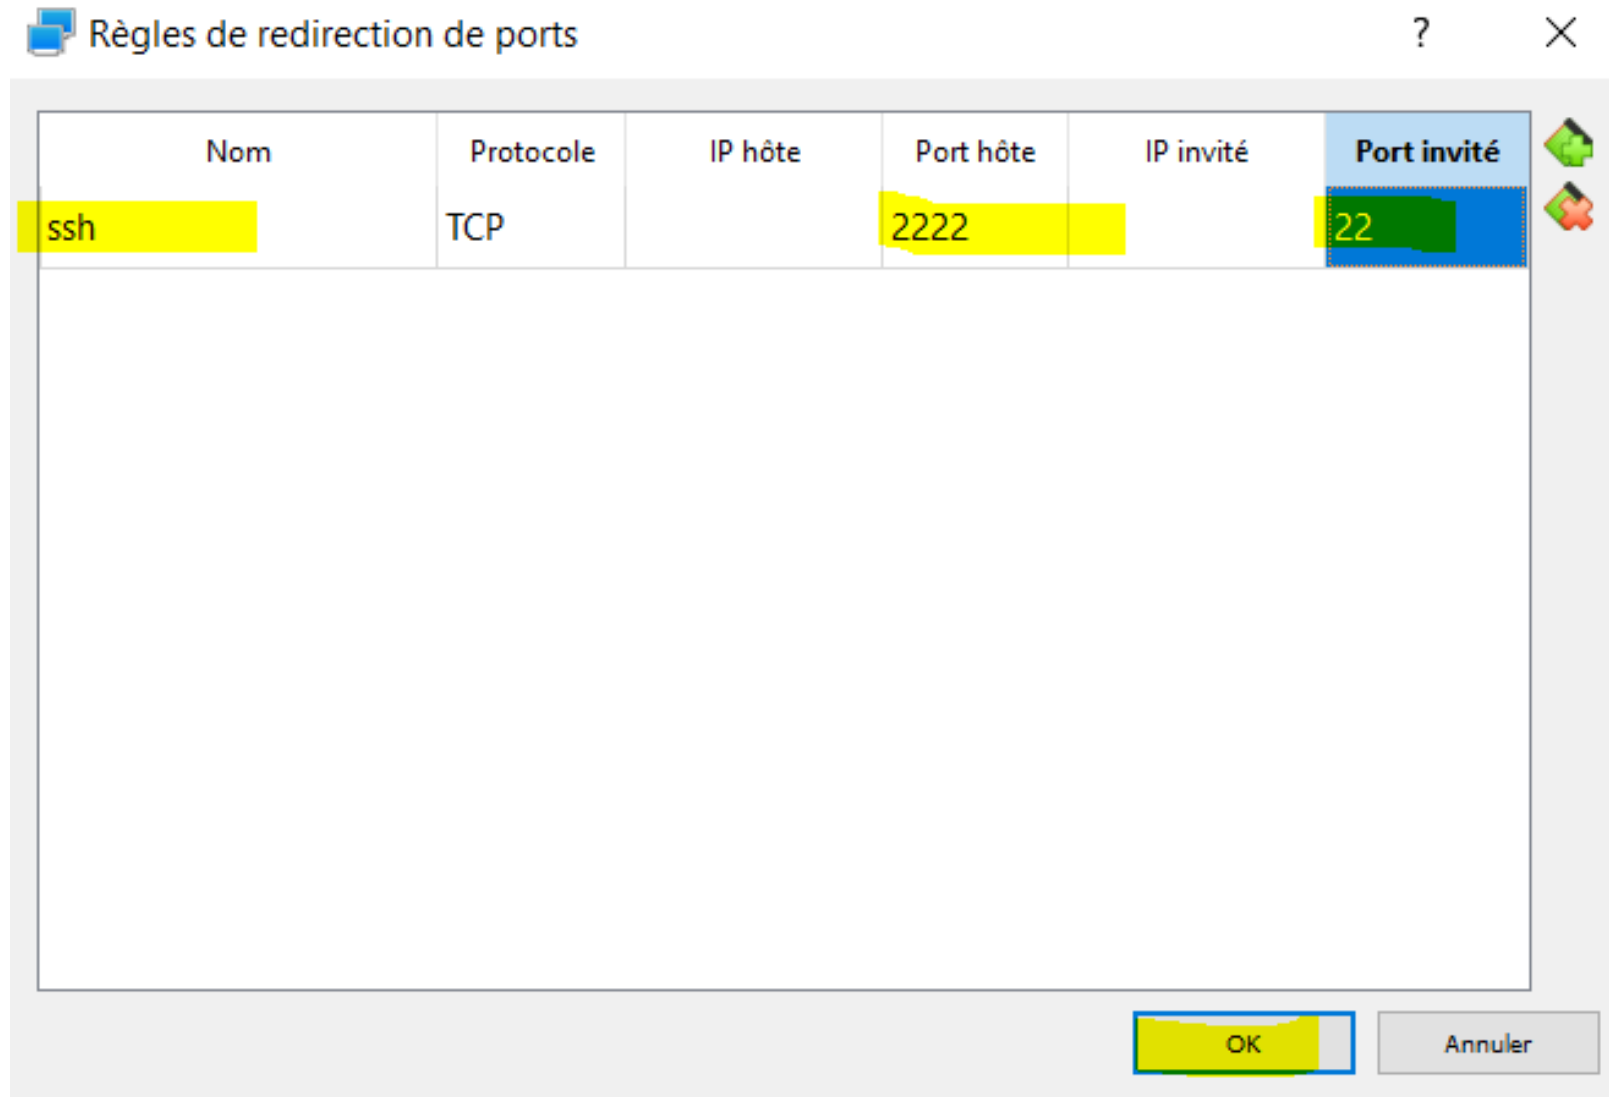 Règles de redirection de ports ?
Nom Protocole IP hôte Port hôte IP invité Port invité
ssh TCP 2222 22
OK Annuler